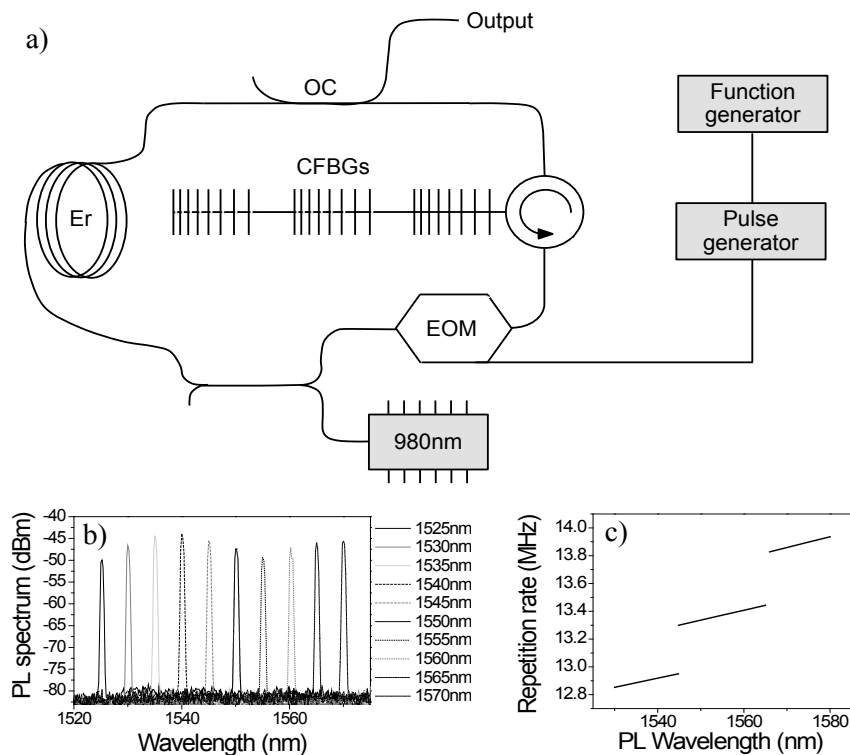 a)
Output
OC
Function
generator
CFBGs
Er
Pulse
generator
EOM
980nm
b)
PL spectrum (dBm)
-40
-45
-50
-55
-60
-65
-70
-75
-80
1520
1540
1560
Wavelength (nm)
1525nm
1530nm
1535nm
1540nm
1545nm
1550nm
1555nm
1560nm
1565nm
1570nm
c)
Repetition rate (MHz)
14.0
13.8
13.6
13.4
13.2
13.0
12.8
1540
1560
1580
PL Wavelength (nm)